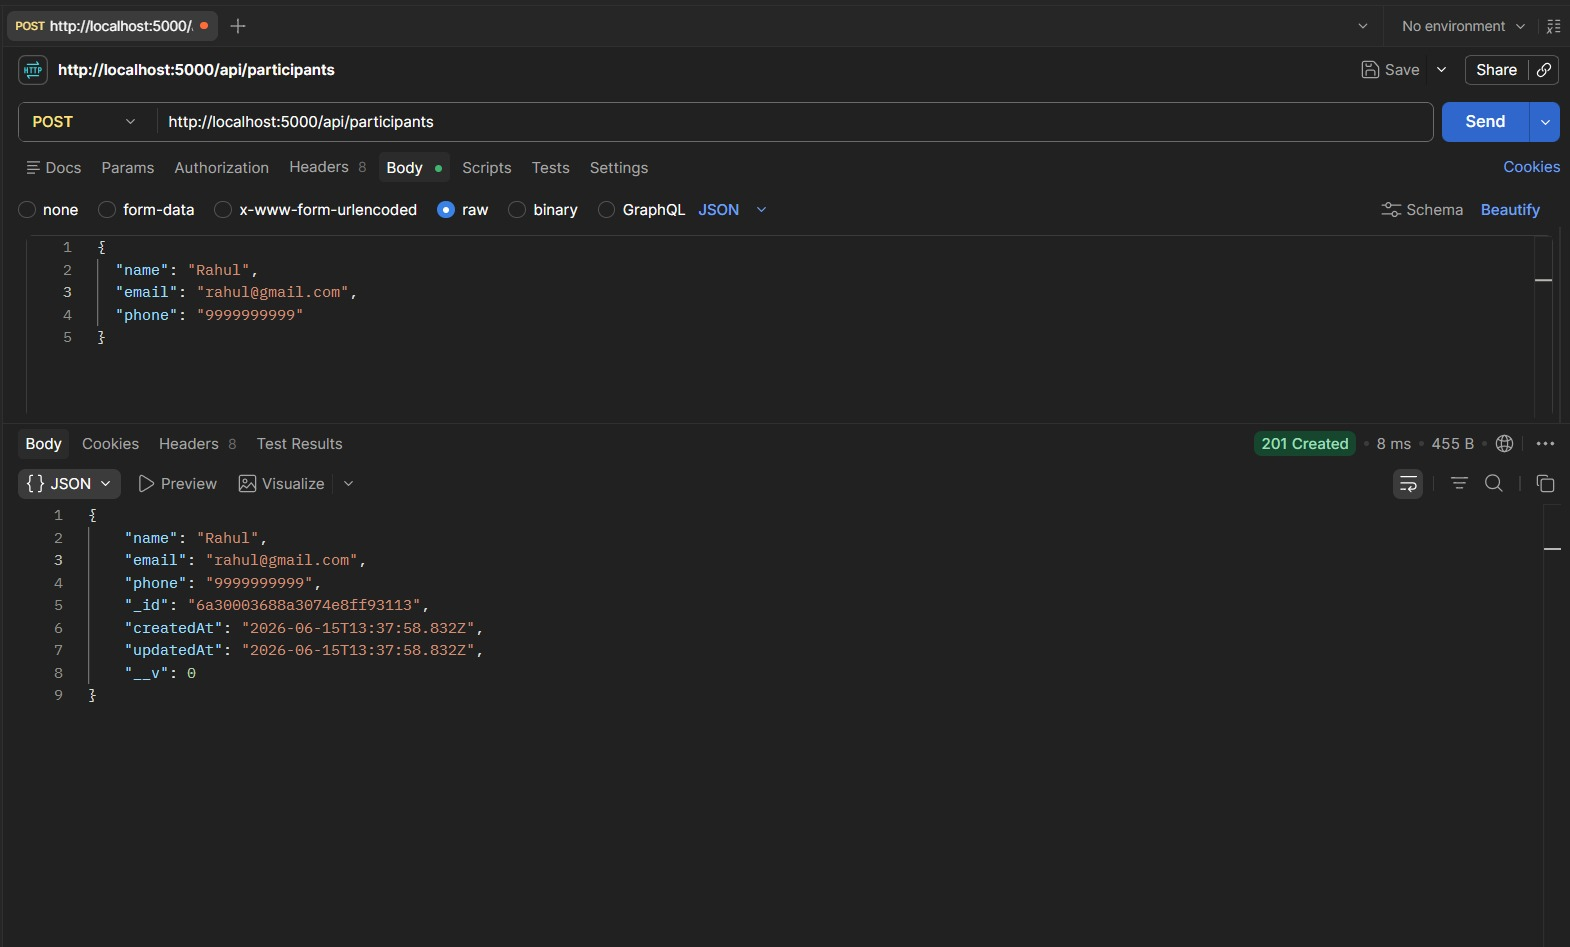 POST http://localhost:5000/.
No environment
HTTP http://localhost:5000/api/participants
Save
Share
POST http://localhost:5000/api/participants
Send
Docs Params Authorization Headers 8 Body Scripts Tests Settings
Cookies
none form-data x-www-form-urlencoded raw binary GraphQL JSON
Schema Beautify
1 {
2 "name": "Rahul",
3 "email": "rahul@gmail.com",
4 "phone": "9999999999"
5 }
Body Cookies Headers 8 Test Results
201 Created • 8 ms • 455 B
{} JSON Preview Visualize
1 {
2 "name": "Rahul",
3 "email": "rahul@gmail.com",
4 "phone": "9999999999",
5 "_id": "6a30003688a3074e8ff93113",
6 "createdAt": "2026-06-15T13:37:58.832Z",
7 "updatedAt": "2026-06-15T13:37:58.832Z",
8 "__v": 0
9 }